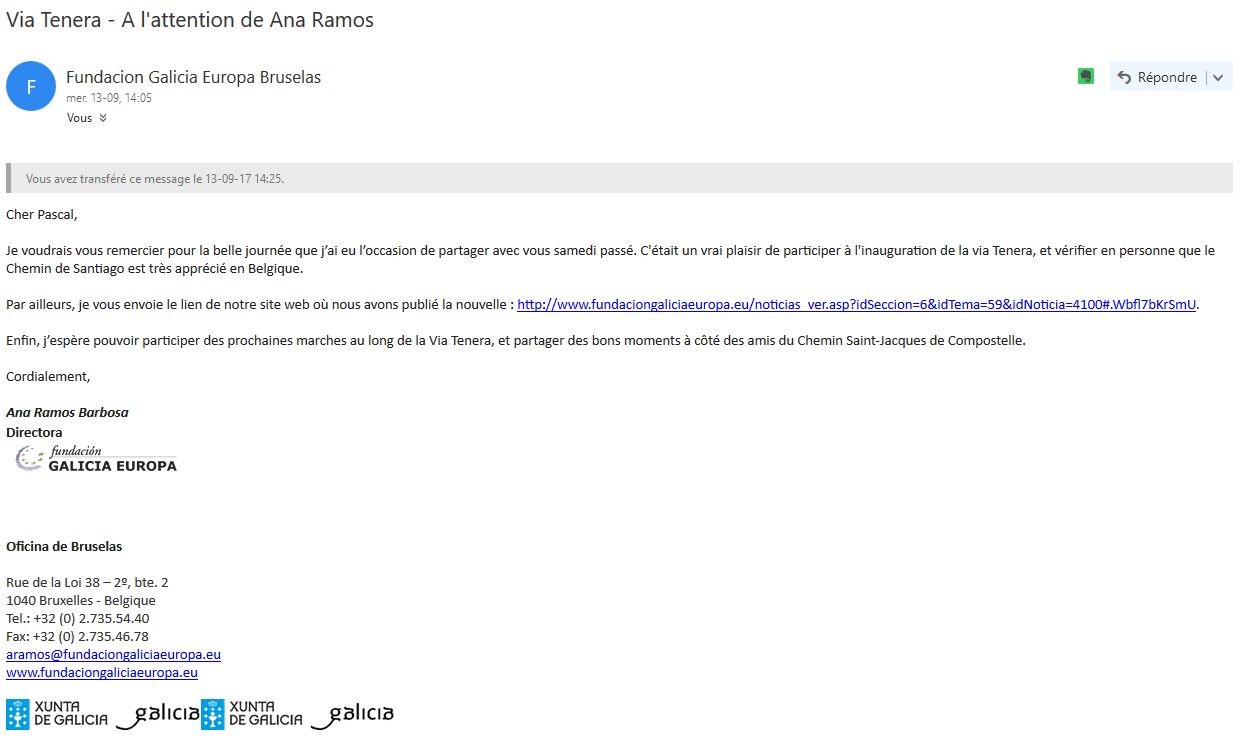 Via Tenera - A l'attention de Ana Ramos
F
Fundacion Galicia Europa Bruselas
mer. 13-09, 14:05
Vous
Répondre
Vous avez transféré ce message le 13-09-17 14:25.
Cher Pascal,
Je voudrais vous remercier pour la belle journée que j’ai eu l’occasion de partager avec vous samedi passé. C'était un vrai plaisir de participer à l'inauguration de la via Tenera, et vérifier en personne que le
Chemin de Santiago est très apprécié en Belgique.
Par ailleurs, je vous envoie le lien de notre site web où nous avons publié la nouvelle : http://www.fundaciongaliciaeuropa.eu/noticias_ver.asp?idSeccion=6&idTema=59&idNoticia=4100#.Wbfl7bKrSmU.
Enfin, j’espère pouvoir participer des prochaines marches au long de la Via Tenera, et partager des bons moments à côté des amis du Chemin Saint-Jacques de Compostelle.
Cordialement,
Ana Ramos Barbosa
Directora
fundación
GALICIA EUROPA
Oficina de Bruselas
Rue de la Loi 38 – 2º, bte. 2
1040 Bruxelles - Belgique
Tel.: +32 (0) 2.735.54.40
Fax: +32 (0) 2.735.46.78
aramos@fundaciongaliciaeuropa.eu
www.fundaciongaliciaeuropa.eu
XUNTA
DE GALICIA
galicia
XUNTA
DE GALICIA
galicia